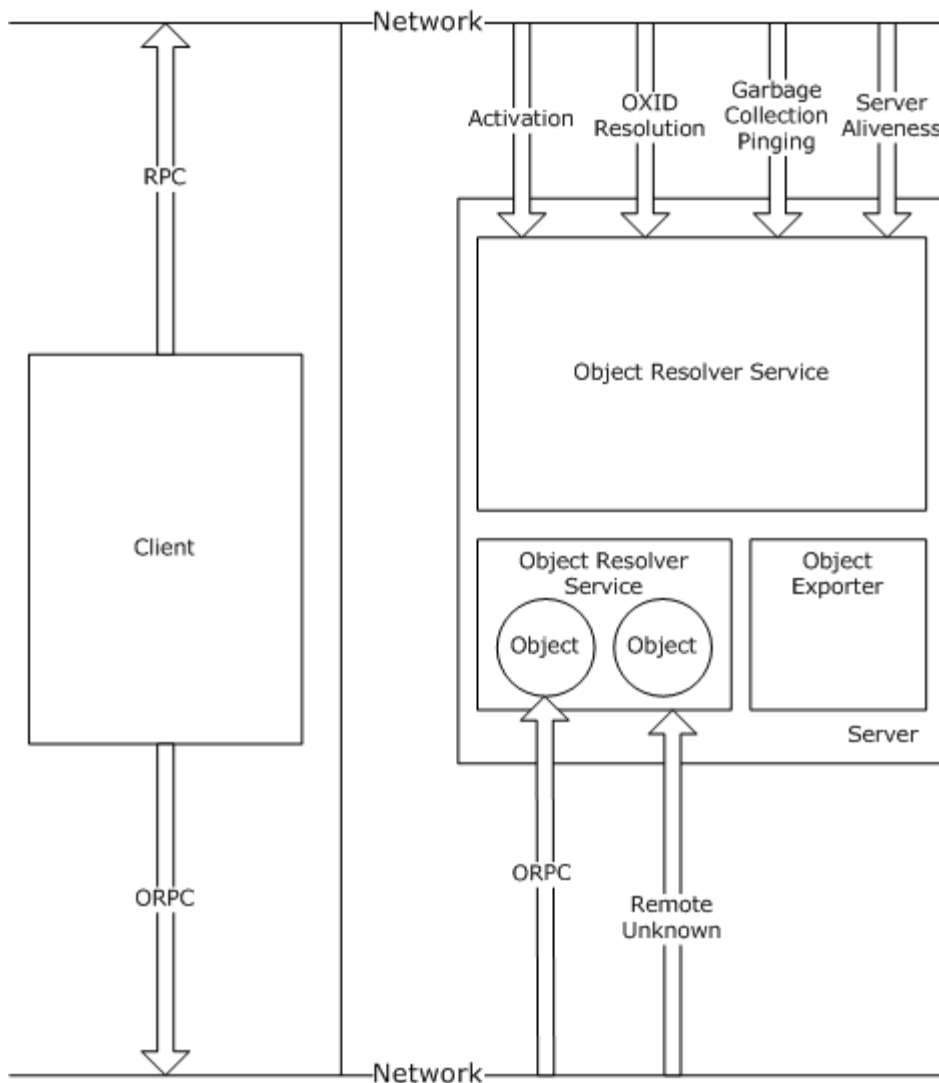 Network
Activation
OXID
Resolution
Garbage
Collection
Pinging
Server
Aliveness
RPC
Object Resolver Service
Client
Object Resolver
Service
Object
Object
Object
Exporter
Server
ORPC
ORPC
Remote
Unknown
Network